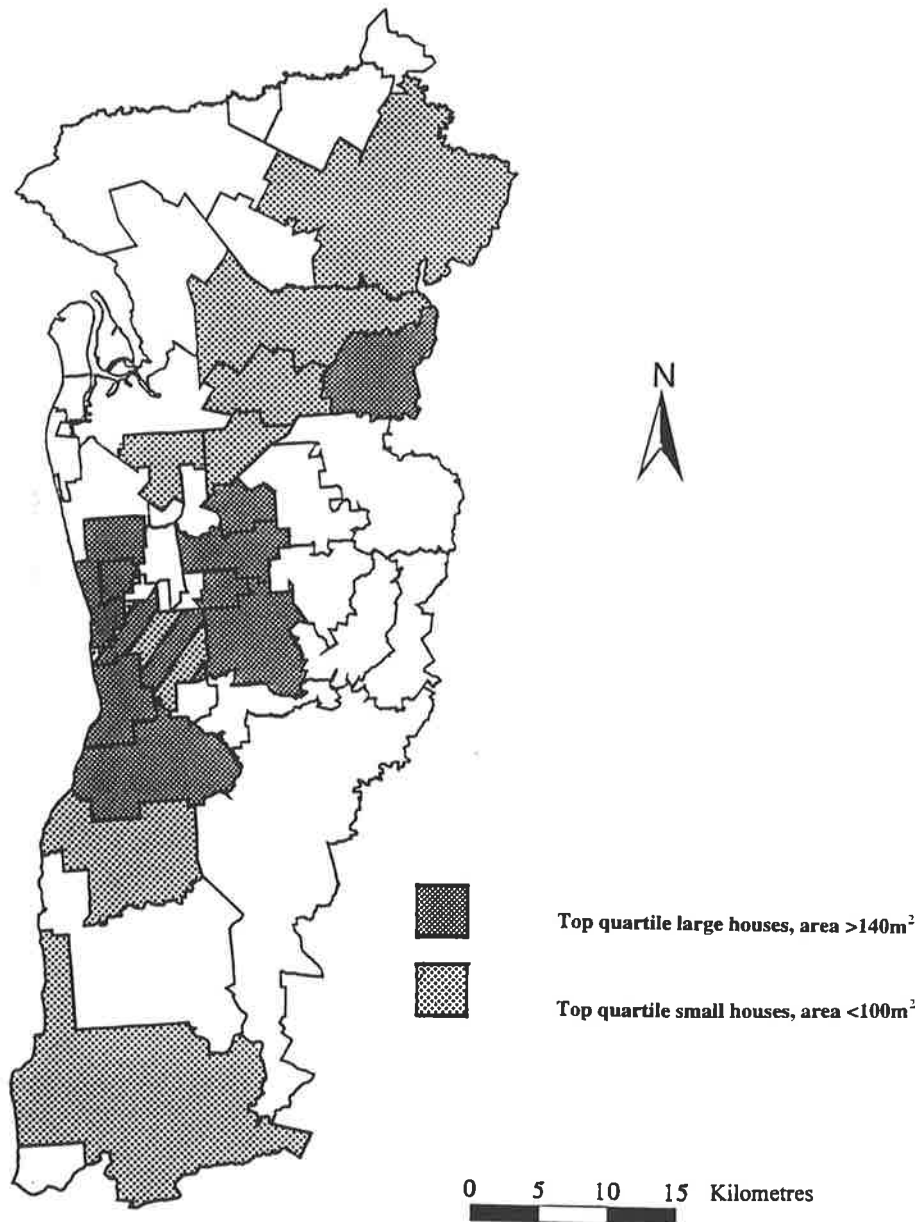 N
Top quartile large houses, area >140m²
Top quartile small houses, area <100m²
0 5 10 15 Kilometres